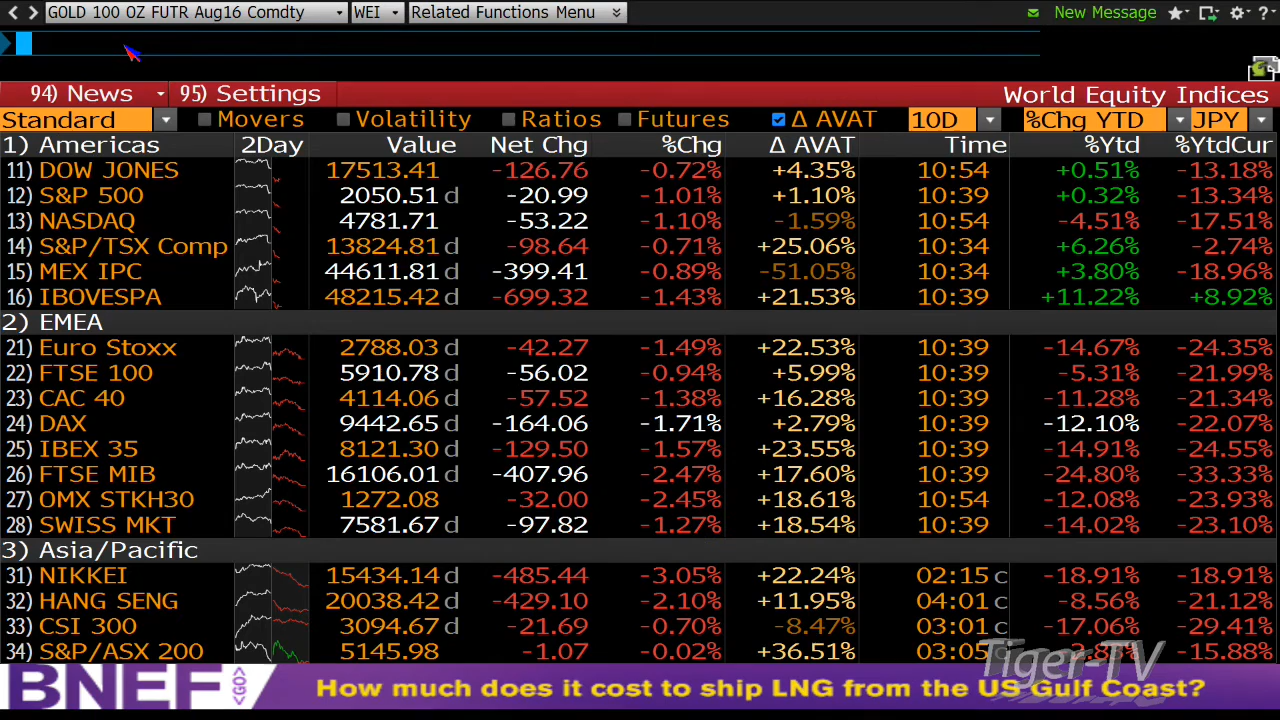 GOLD 100 OZ FUTR Aug16 Comdty WEI Related Functions Menu New Message
94) News 95) Settings World Equity Indices
Standard Movers Volatility Ratios Futures Δ AVAT 10D %Chg YTD JPY
1) Americas 2Day Value Net Chg %Chg Δ AVAT Time %Ytd %YtdCur
11) DOW JONES 17513.41 -126.76 -0.72% +4.35% 10:54 +0.51% -13.18%
12) S&P 500 2050.51 d -20.99 -1.01% +1.10% 10:39 +0.32% -13.34%
13) NASDAQ 4781.71 -53.22 -1.10% -1.59% 10:54 -4.51% -17.51%
14) S&P/TSX Comp 13824.81 d -98.64 -0.71% +25.06% 10:34 +6.26% -2.74%
15) MEX IPC 44611.81 d -399.41 -0.89% -51.05% 10:34 +3.80% -18.96%
16) IBOVESPA 48215.42 d -699.32 -1.43% +21.53% 10:39 +11.22% +8.92%
2) EMEA
21) Euro Stoxx 2788.03 d -42.27 -1.49% +22.53% 10:39 -14.67% -24.35%
22) FTSE 100 5910.78 d -56.02 -0.94% +5.99% 10:39 -5.31% -21.99%
23) CAC 40 4114.06 d -57.52 -1.38% +16.28% 10:39 -11.28% -21.34%
24) DAX 9442.65 d -164.06 -1.71% +2.79% 10:39 -12.10% -22.07%
25) IBEX 35 8121.30 d -129.50 -1.57% +23.55% 10:39 -14.91% -24.55%
26) FTSE MIB 16106.01 d -407.96 -2.47% +17.60% 10:39 -24.80% -33.33%
27) OMX STKH30 1272.08 -32.00 -2.45% +18.61% 10:54 -12.08% -23.93%
28) SWISS MKT 7581.67 d -97.82 -1.27% +18.54% 10:39 -14.02% -23.10%
3) Asia/Pacific
31) NIKKEI 15434.14 d -485.44 -3.05% +22.24% 02:15 c -18.91% -18.91%
32) HANG SENG 20038.42 d -429.10 -2.10% +11.95% 04:01 c -8.56% -21.12%
33) CSI 300 3094.67 d -21.69 -0.70% -8.47% 03:01 c -17.06% -29.41%
34) S&P/ASX 200 5145.98 -1.07 -0.02% +36.51% 03:05 -15.88%
Tiger-TV
BNEF <GO> How much does it cost to ship LNG from the US Gulf Coast?